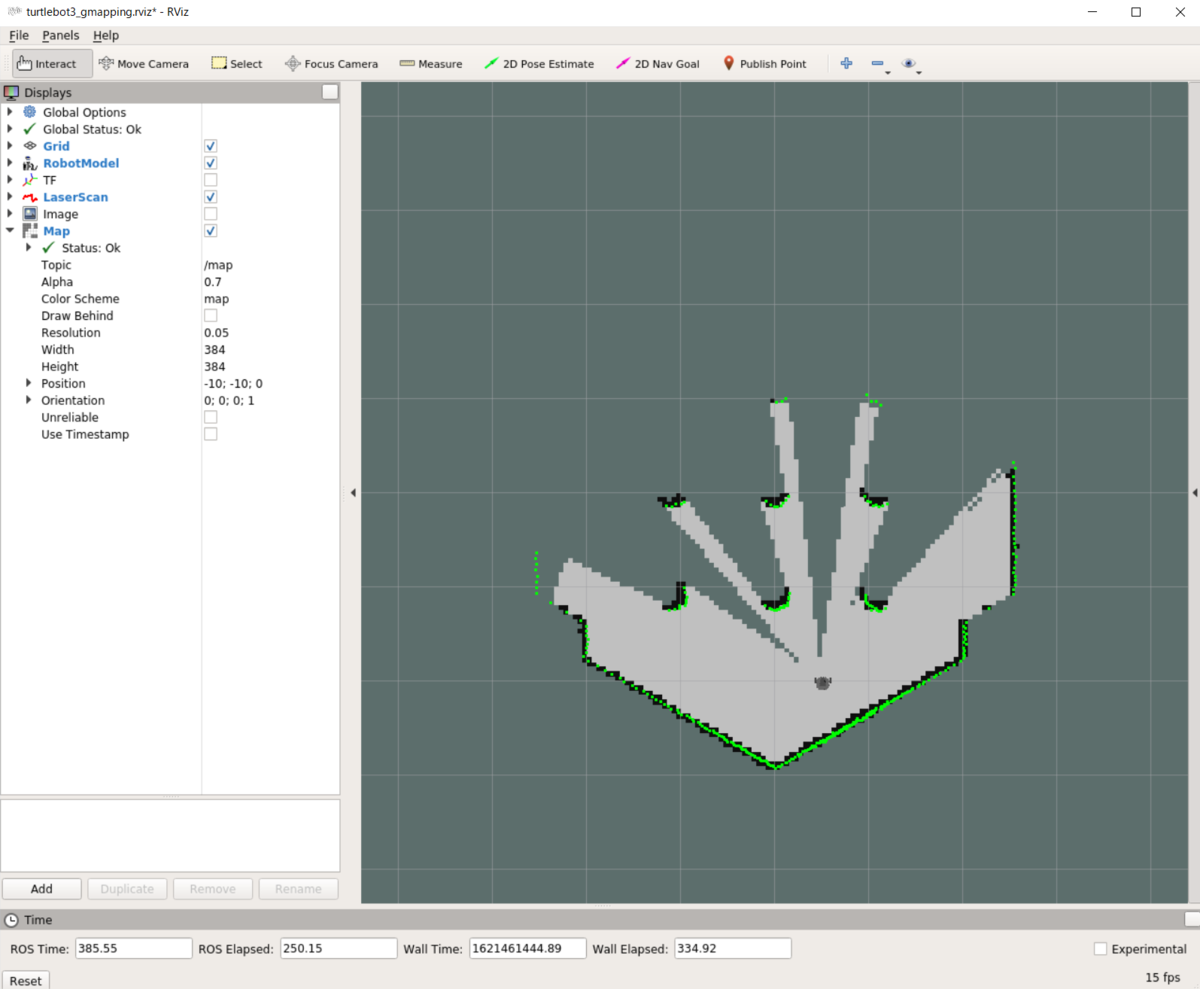 turtlebot3_gmapping.rviz* - RViz
File Panels Help
Interact Move Camera Select Focus Camera Measure 2D Pose Estimate 2D Nav Goal Publish Point
Displays
Global Options
Global Status: Ok
Grid
RobotModel
TF
LaserScan
Image
Map
Status: Ok
Topic /map
Alpha 0.7
Color Scheme map
Draw Behind
Resolution 0.05
Width 384
Height 384
Position -10; -10; 0
Orientation 0; 0; 0; 1
Unreliable
Use Timestamp
Add Duplicate Remove Rename
Time
ROS Time: 385.55 ROS Elapsed: 250.15 Wall Time: 1621461444.89 Wall Elapsed: 334.92 Experimental
Reset 15 fps